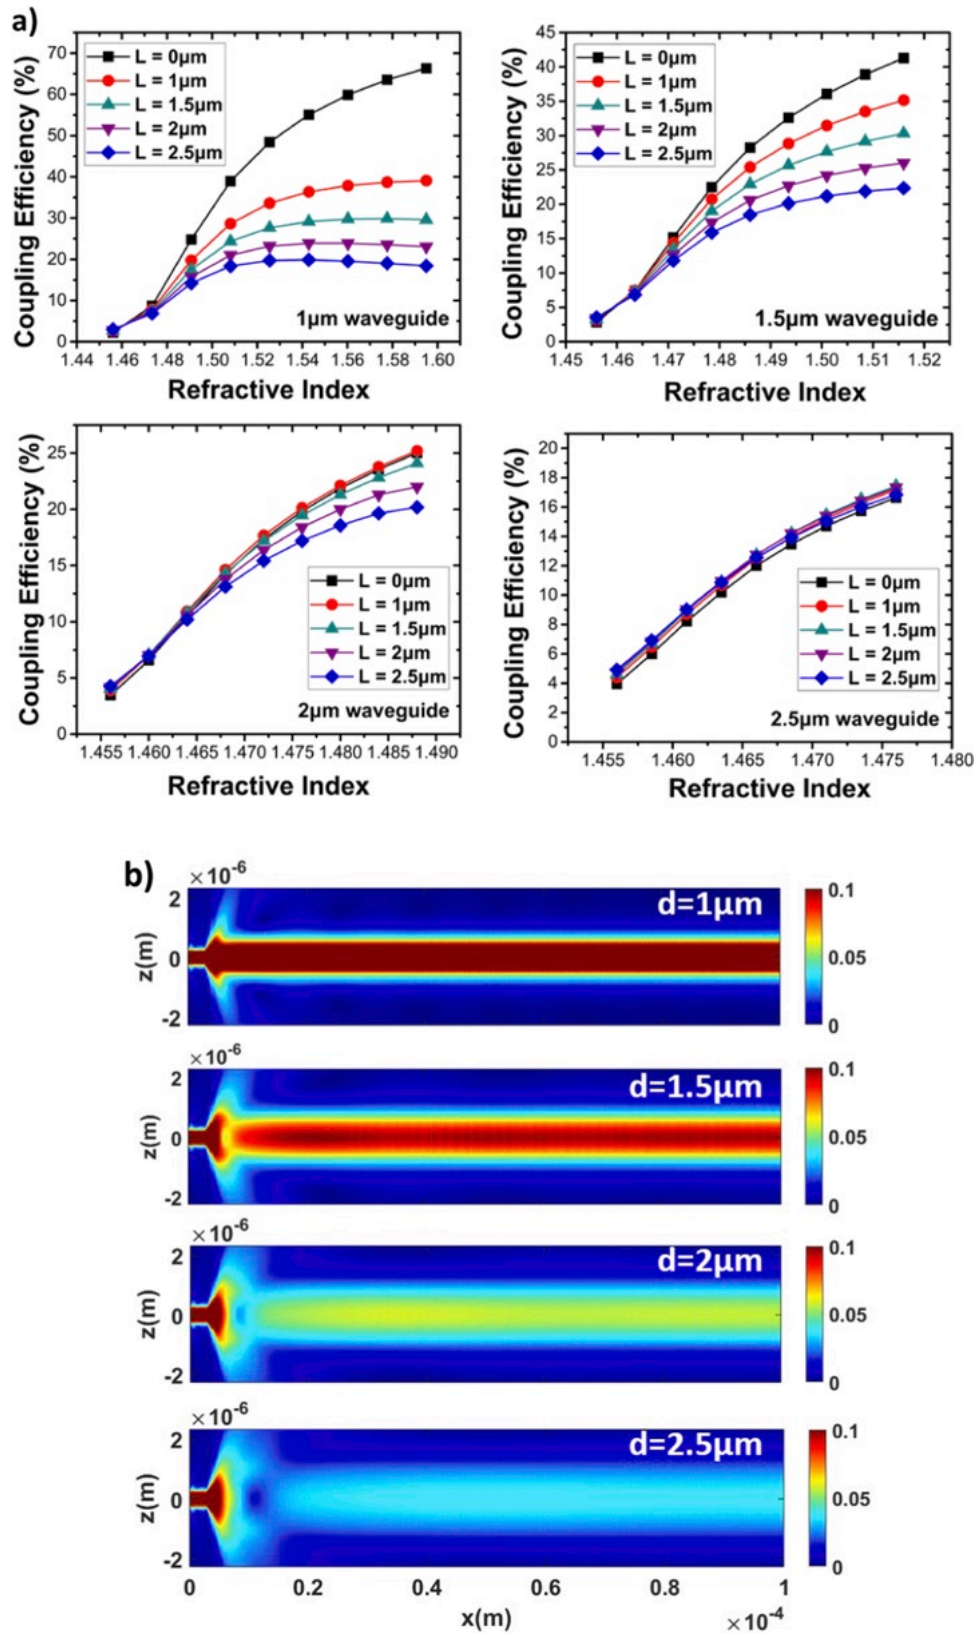 a)
Coupling Efficiency (%)
70
60
50
40
30
20
10
0
L = 0µm
L = 1µm
L = 1.5µm
L = 2µm
L = 2.5µm
1µm waveguide
1.44 1.46 1.48 1.50 1.52 1.54 1.56 1.58 1.60
Refractive Index
Coupling Efficiency (%)
45
40
35
30
25
20
15
10
5
0
L = 0µm
L = 1µm
L = 1.5µm
L = 2µm
L = 2.5µm
1.5µm waveguide
1.45 1.46 1.47 1.48 1.49 1.50 1.51 1.52
Refractive Index
Coupling Efficiency (%)
25
20
15
10
5
0
L = 0µm
L = 1µm
L = 1.5µm
L = 2µm
L = 2.5µm
2µm waveguide
1.455 1.460 1.465 1.470 1.475 1.480 1.485 1.490
Refractive Index
Coupling Efficiency (%)
20
18
16
14
12
10
8
6
4
2
0
L = 0µm
L = 1µm
L = 1.5µm
L = 2µm
L = 2.5µm
2.5µm waveguide
1.455 1.460 1.465 1.470 1.475 1.480
Refractive Index
b)
×10⁻⁶
z(m)
2
0
-2
d=1µm
0.1
0.05
0
×10⁻⁶
z(m)
2
0
-2
d=1.5µm
0.1
0.05
0
×10⁻⁶
z(m)
2
0
-2
d=2µm
0.1
0.05
0
×10⁻⁶
z(m)
2
0
-2
d=2.5µm
0.1
0.05
0
0 0.2 0.4 0.6 0.8 1
x(m)
×10⁻⁴